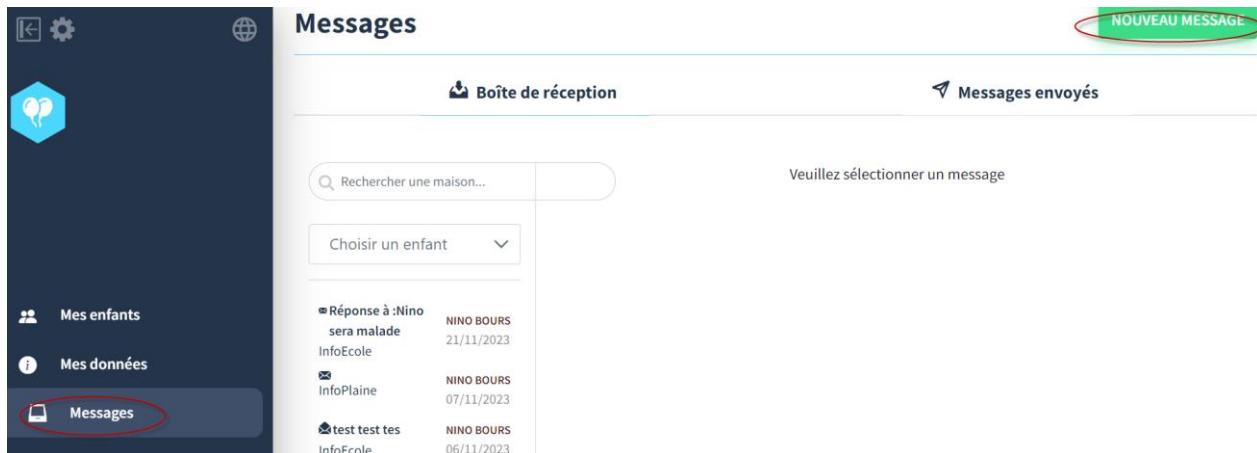 Messages
NOUVEAU MESSAGE
Boîte de réception
Messages envoyés
Rechercher une maison...
Veuillez sélectionner un message
Choisir un enfant
Mes enfants
Mes données
Messages
Réponse à :Nino
sera malade
InfoEcole
NINO BOURS
21/11/2023
InfoPlaine
NINO BOURS
07/11/2023
test test tes
InfoEcole
NINO BOURS
06/11/2023